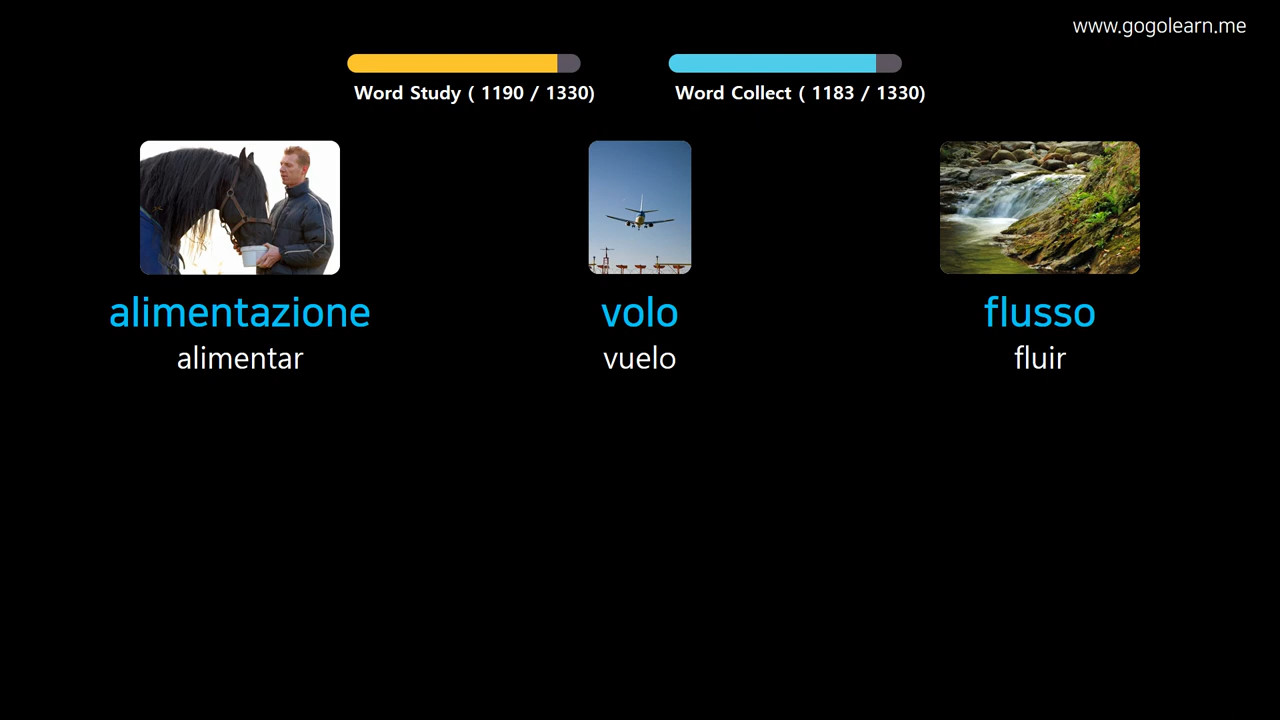 www.gogolearn.me
Word Study ( 1190 / 1330)
Word Collect ( 1183 / 1330)
alimentazione
volo
flusso
alimentar
vuelo
fluir